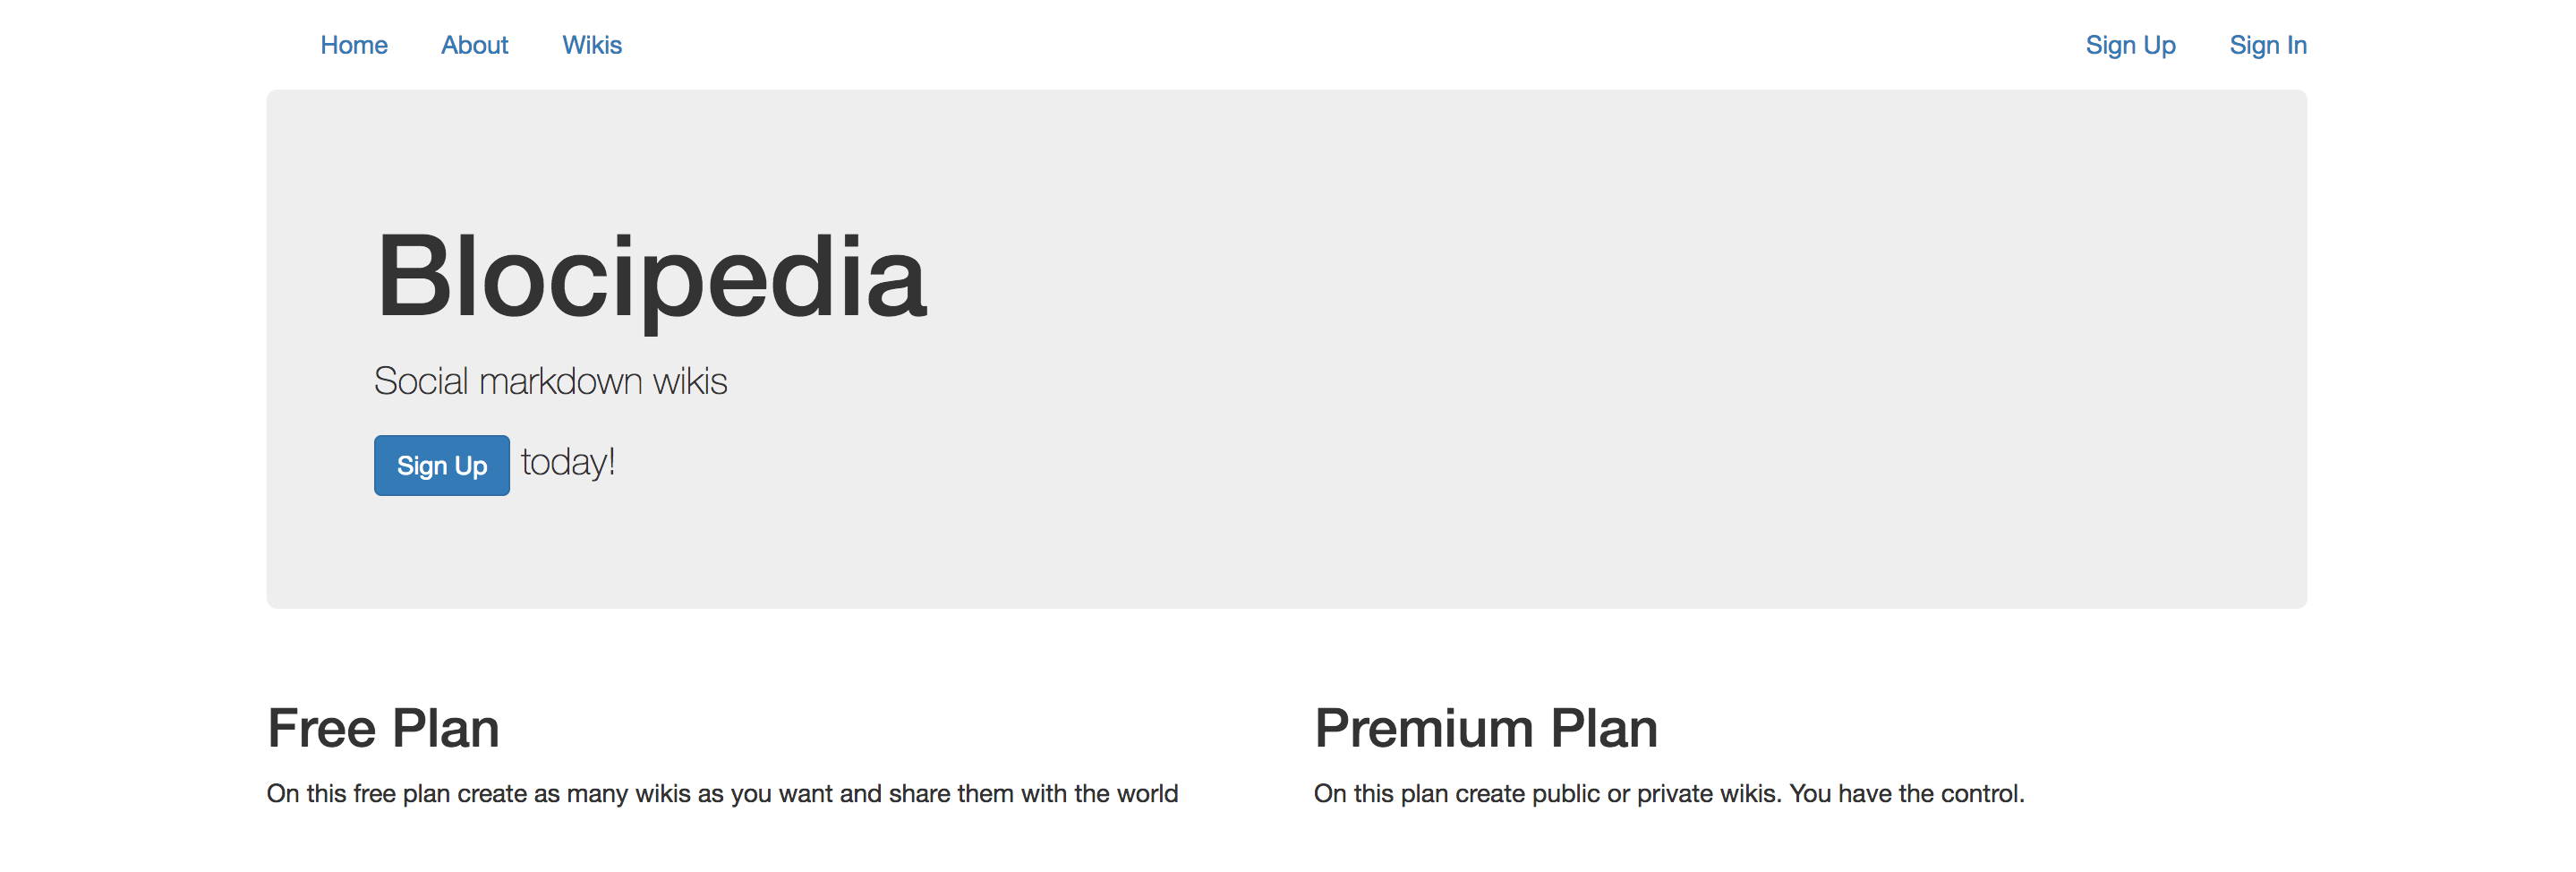 Home About Wikis Sign Up Sign In
Blocipedia
Social markdown wikis
Sign Up today!
Free Plan
On this free plan create as many wikis as you want and share them with the world
Premium Plan
On this plan create public or private wikis. You have the control.